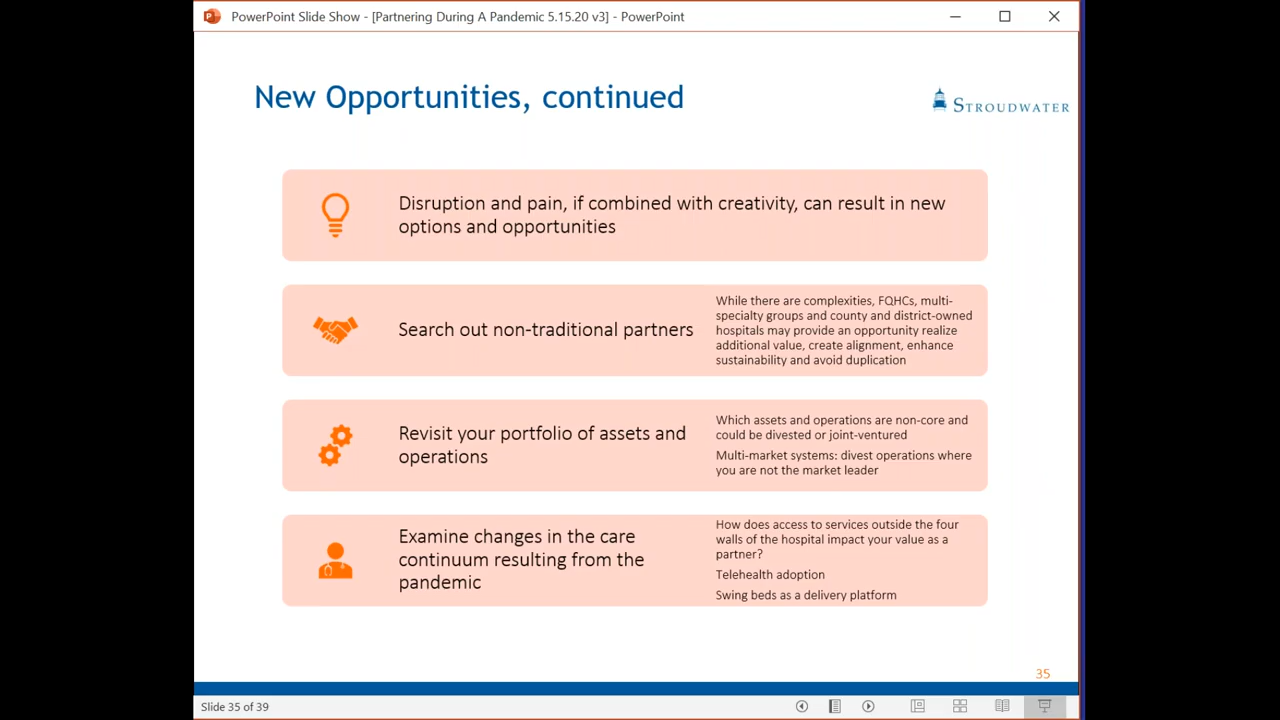 PowerPoint Slide Show - [Partnering During A Pandemic 5.15.20 v3] - PowerPoint
New Opportunities, continued
STROUDWATER
Disruption and pain, if combined with creativity, can result in new
options and opportunities
Search out non-traditional partners
While there are complexities, FQHCs, multi-
specialty groups and county and district-owned
hospitals may provide an opportunity realize
additional value, create alignment, enhance
sustainability and avoid duplication
Revisit your portfolio of assets and
operations
Which assets and operations are non-core and
could be divested or joint-ventured
Multi-market systems: divest operations where
you are not the market leader
Examine changes in the care
continuum resulting from the
pandemic
How does access to services outside the four
walls of the hospital impact your value as a
partner?
Telehealth adoption
Swing beds as a delivery platform
35
Slide 35 of 39